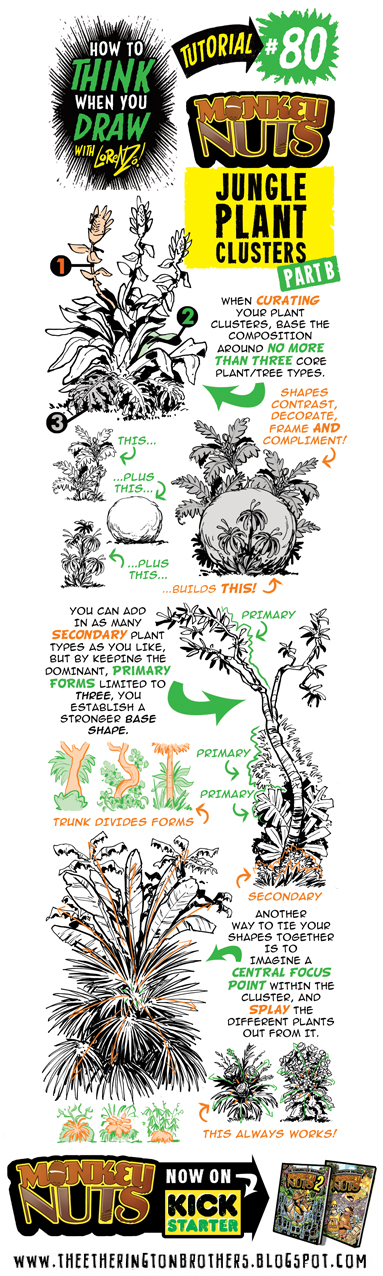 HOW TO
THINK
WHEN YOU
DRAW
WITH LORENZO!
TUTORIAL
#80
MONKEY
NUTS
JUNGLE
PLANT
CLUSTERS
PART B
1
2
3
WHEN CURATING
YOUR PLANT
CLUSTERS, BASE THE
COMPOSITION
AROUND NO MORE
THAN THREE CORE
PLANT/TREE TYPES.
SHAPES
CONTRAST,
DECORATE,
FRAME AND
COMPLIMENT!
THIS...
...PLUS
THIS...
...PLUS
THIS...
...BUILDS THIS!
YOU CAN ADD
IN AS MANY
SECONDARY PLANT
TYPES AS YOU LIKE,
BUT BY KEEPING THE
DOMINANT, PRIMARY
FORMS LIMITED TO
THREE, YOU
ESTABLISH A
STRONGER BASE
SHAPE.
PRIMARY
PRIMARY
PRIMARY
TRUNK DIVIDES FORMS
SECONDARY
ANOTHER
WAY TO TIE YOUR
SHAPES TOGETHER
IS TO
IMAGINE A
CENTRAL FOCUS
POINT WITHIN THE
CLUSTER, AND
SPLAY THE
DIFFERENT PLANTS
OUT FROM IT.
THIS ALWAYS WORKS!
MONKEY
NUTS
NOW ON
KICK
STARTER
NUTS 2
NUTS
WWW.THEETHERINGTONBROTHERS.BLOGSPOT.COM